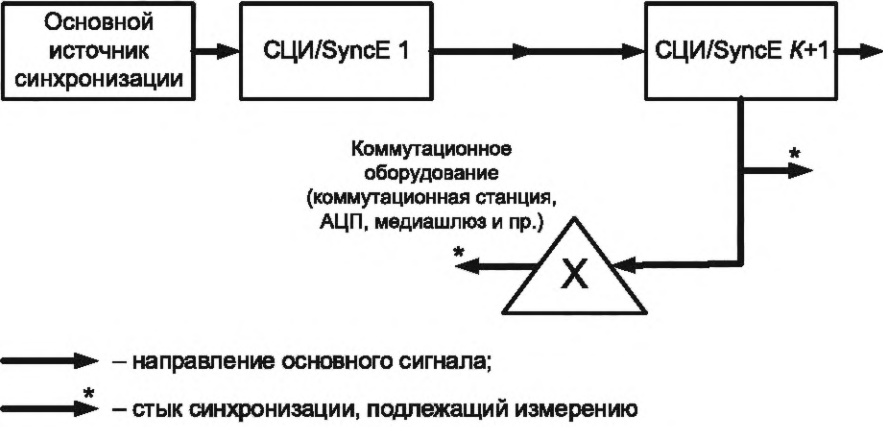 Основной
источник
синхронизации
СЦИ/SyncE 1
СЦИ/SyncE K+1
Коммутационное
оборудование
(коммутационная станция,
АЦП, медиашлюз и пр.)
*
*
X
– направление основного сигнала;
*
– стык синхронизации, подлежащий измерению